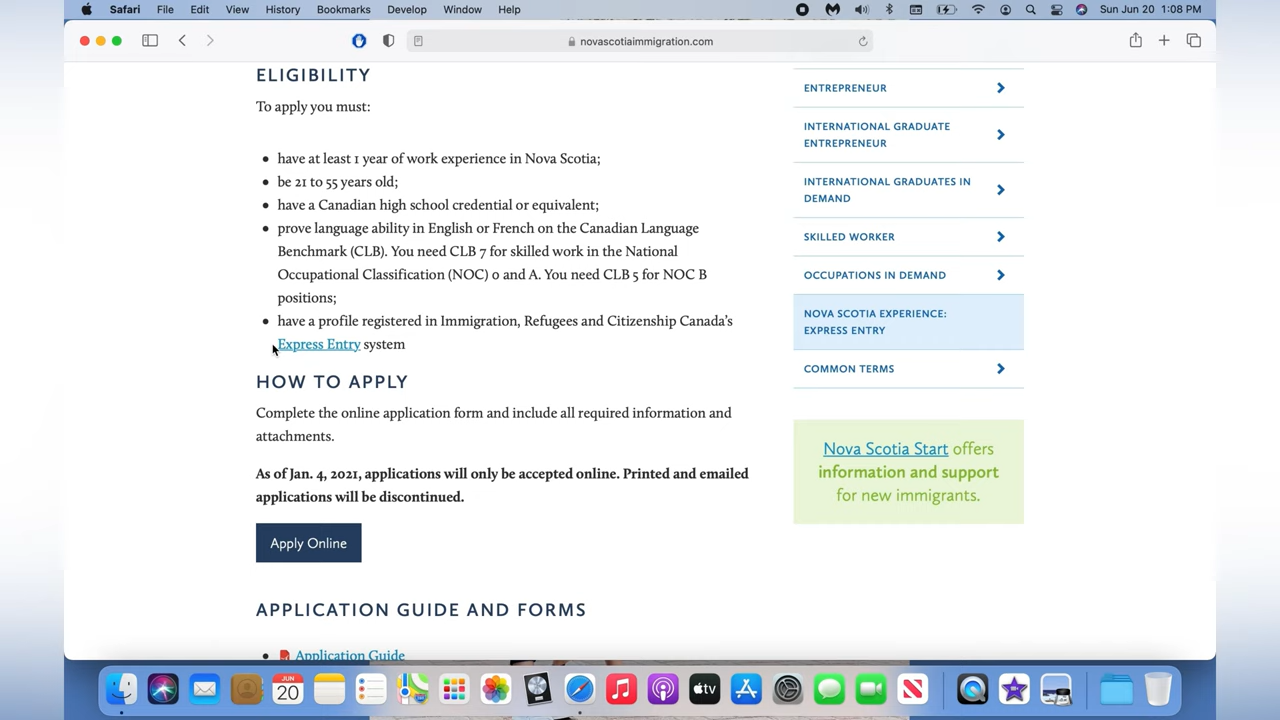 Safari File Edit View History Bookmarks Develop Window Help Sun Jun 20 1:08 PM
novascotiaimmigration.com
ELIGIBILITY
To apply you must:
• have at least 1 year of work experience in Nova Scotia;
• be 21 to 55 years old;
• have a Canadian high school credential or equivalent;
• prove language ability in English or French on the Canadian Language
Benchmark (CLB). You need CLB 7 for skilled work in the National
Occupational Classification (NOC) 0 and A. You need CLB 5 for NOC B
positions;
• have a profile registered in Immigration, Refugees and Citizenship Canada's
Express Entry system
HOW TO APPLY
Complete the online application form and include all required information and
attachments.
As of Jan. 4, 2021, applications will only be accepted online. Printed and emailed
applications will be discontinued.
Apply Online
APPLICATION GUIDE AND FORMS
• Application Guide
ENTREPRENEUR
INTERNATIONAL GRADUATE
ENTREPRENEUR
INTERNATIONAL GRADUATES IN
DEMAND
SKILLED WORKER
OCCUPATIONS IN DEMAND
NOVA SCOTIA EXPERIENCE:
EXPRESS ENTRY
COMMON TERMS
Nova Scotia Start offers
information and support
for new immigrants.
JUN
20
tv